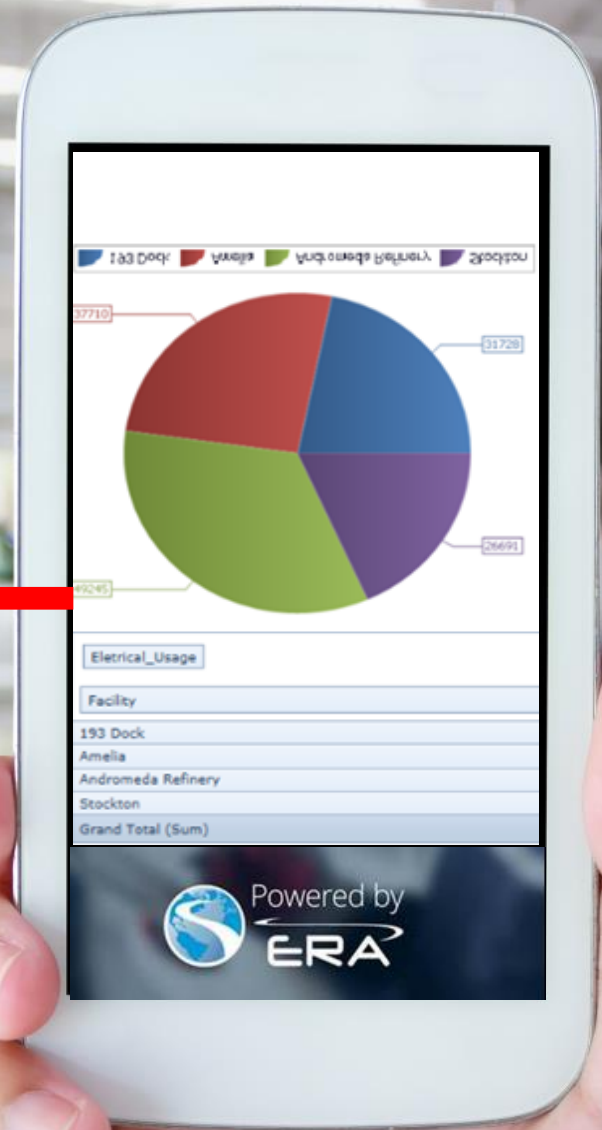 193 Dock Amelia Andromeda Refinery Stockton
37710
31728
26691
49245
Eletrical_Usage
Facility
193 Dock
Amelia
Andromeda Refinery
Stockton
Grand Total (Sum)
Powered by
ERA